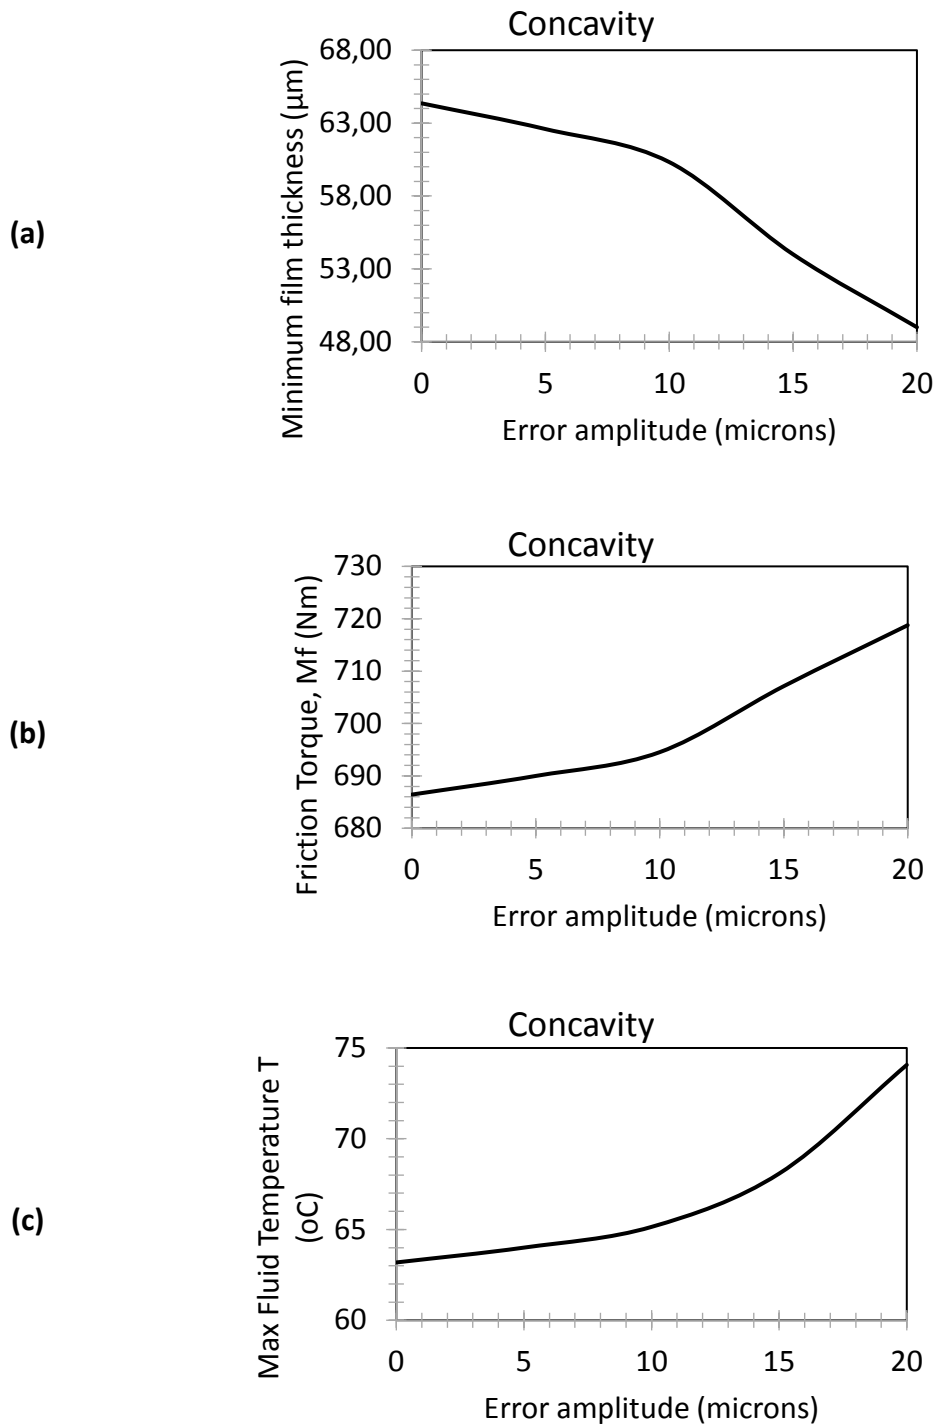 Concavity
(a)
Minimum film thickness (μm)
68,00
63,00
58,00
53,00
48,00
0 5 10 15 20
Error amplitude (microns)
Concavity
(b)
Friction Torque, Mf (Nm)
730
720
710
700
690
680
0 5 10 15 20
Error amplitude (microns)
Concavity
(c)
Max Fluid Temperature T
(oC)
75
70
65
60
0 5 10 15 20
Error amplitude (microns)